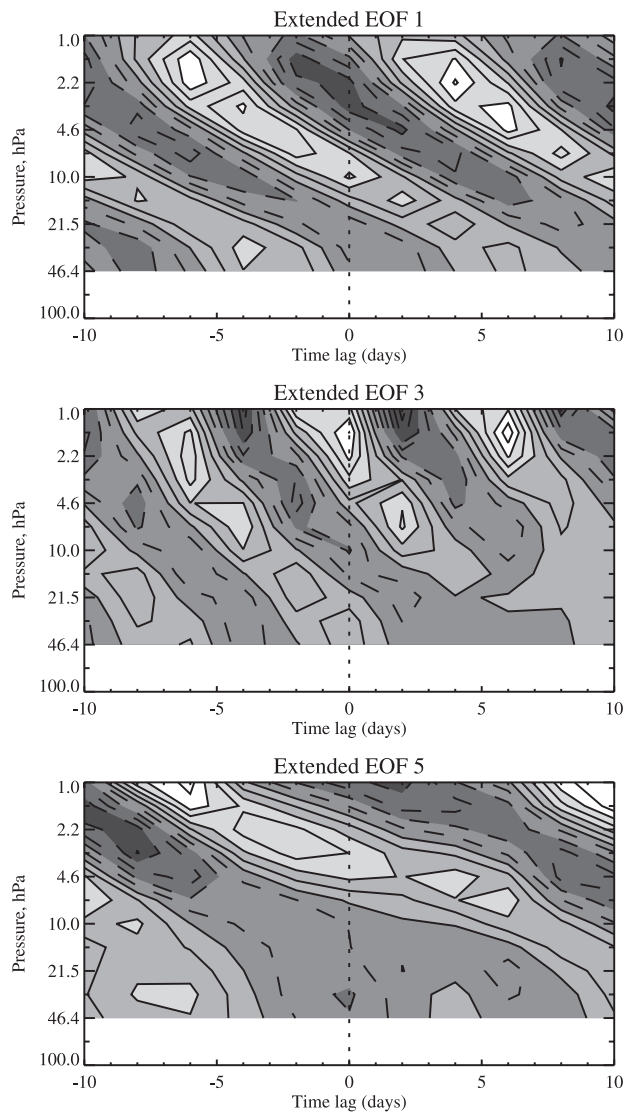 Extended EOF 1
1.0
2.2
4.6
10.0
21.5
46.4
100.0
Pressure, hPa
-10 -5 0 5 10
Time lag (days)
Extended EOF 3
1.0
2.2
4.6
10.0
21.5
46.4
100.0
Pressure, hPa
-10 -5 0 5 10
Time lag (days)
Extended EOF 5
1.0
2.2
4.6
10.0
21.5
46.4
100.0
Pressure, hPa
-10 -5 0 5 10
Time lag (days)